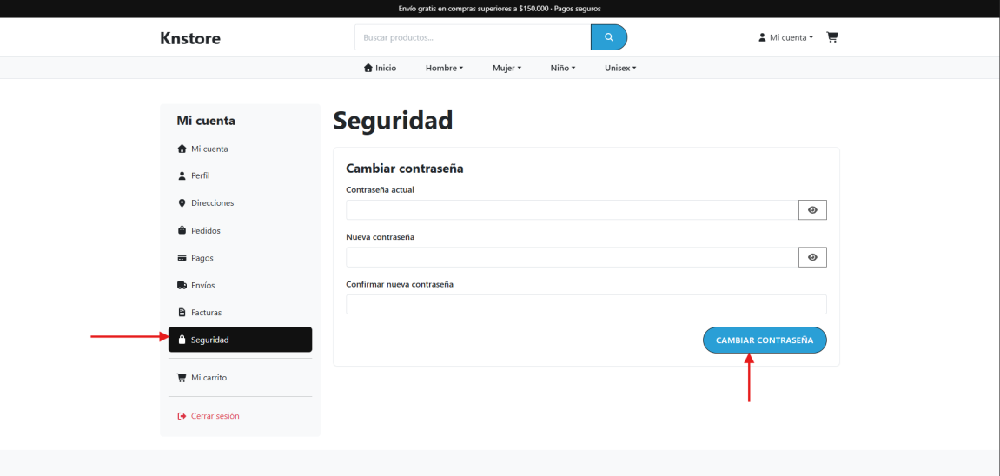 Envío gratis en compras superiores a $150.000 · Pagos seguros
Knstore
Buscar productos...
Mi cuenta
Inicio
Hombre
Mujer
Niño
Unisex
Mi cuenta
Mi cuenta
Perfil
Direcciones
Pedidos
Pagos
Envíos
Facturas
Seguridad
Mi carrito
Cerrar sesión
Seguridad
Cambiar contraseña
Contraseña actual
Nueva contraseña
Confirmar nueva contraseña
CAMBIAR CONTRASEÑA